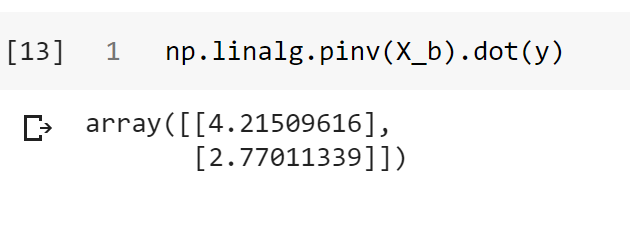 [13] 1 np.linalg.pinv(X_b).dot(y)
array([[4.21509616],
[2.77011339]])